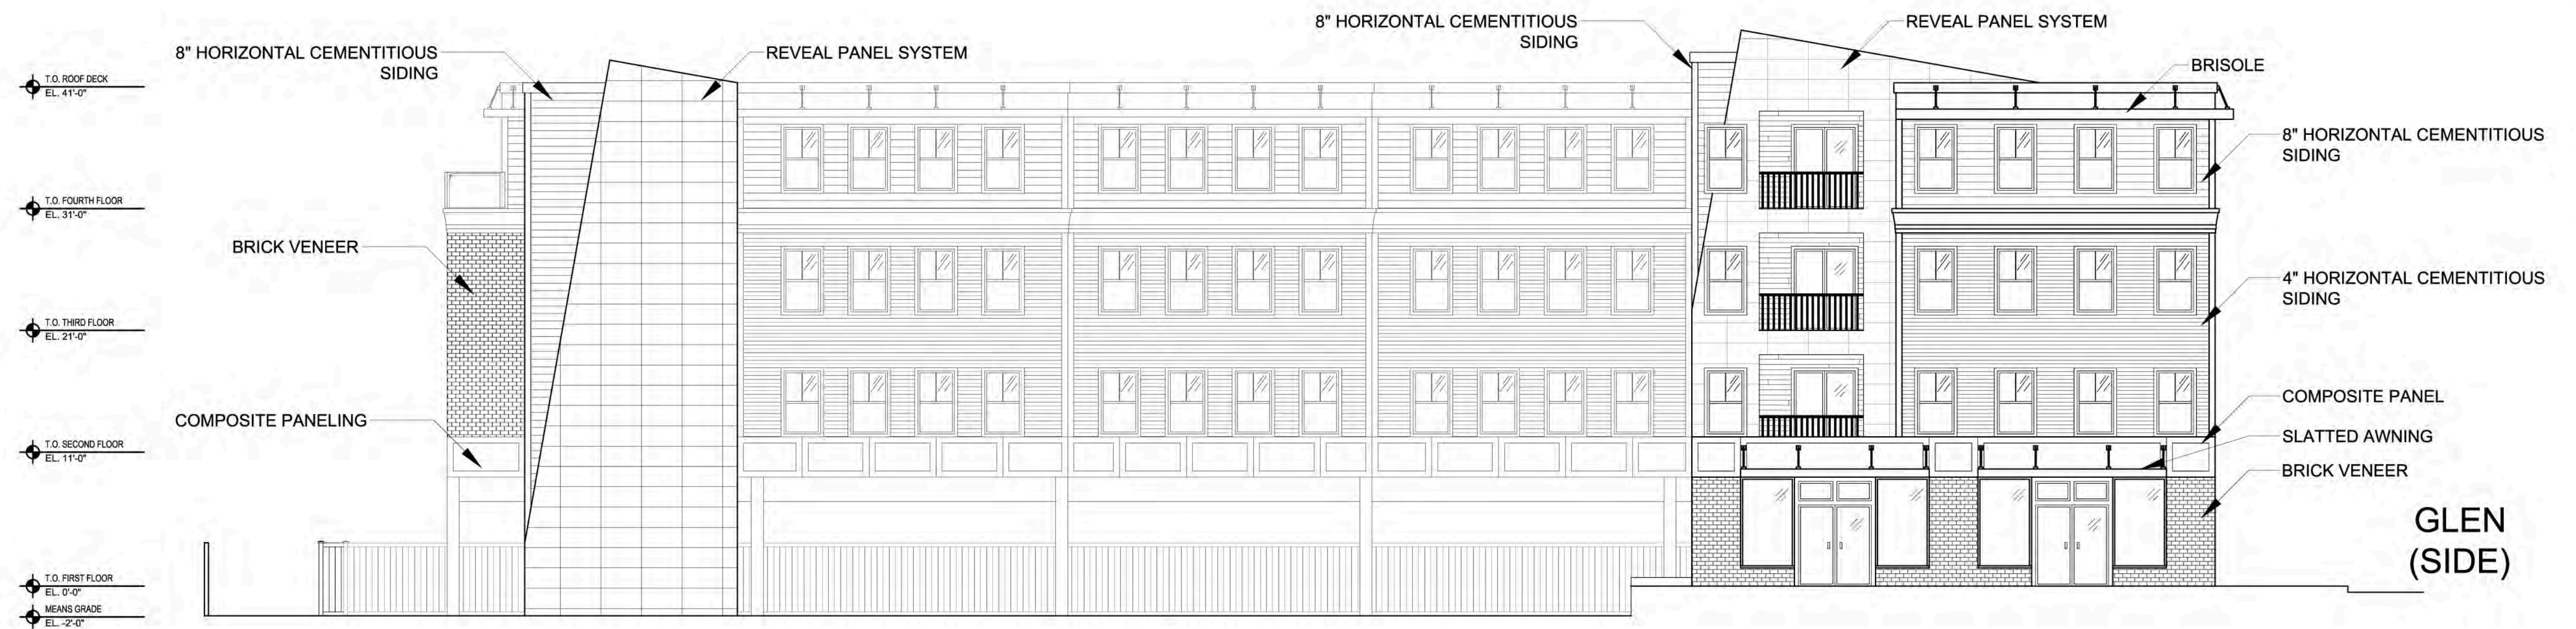 8" HORIZONTAL CEMENTITIOUS
SIDING
REVEAL PANEL SYSTEM
8" HORIZONTAL CEMENTITIOUS
SIDING
REVEAL PANEL SYSTEM
BRISOLE
T.O. ROOF DECK
EL. 41'-0"
8" HORIZONTAL CEMENTITIOUS
SIDING
T.O. FOURTH FLOOR
EL. 31'-0"
BRICK VENEER
4" HORIZONTAL CEMENTITIOUS
SIDING
T.O. THIRD FLOOR
EL. 21'-0"
COMPOSITE PANELING
COMPOSITE PANEL
T.O. SECOND FLOOR
EL. 11'-0"
SLATTED AWNING
BRICK VENEER
GLEN
(SIDE)
T.O. FIRST FLOOR
EL. 0'-0"
MEANS GRADE
EL. -2'-0"